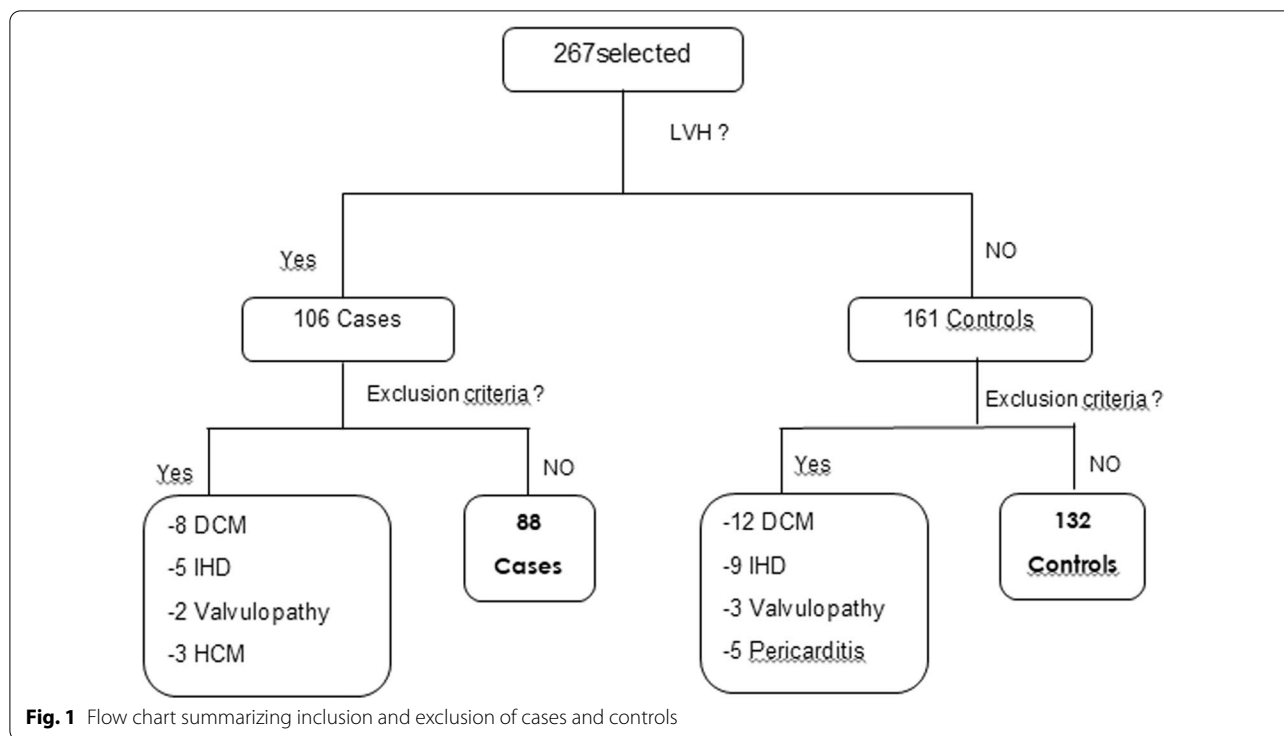 267selected
LVH ?
Yes
NO
106 Cases
161 Controls
Exclusion criteria ?
Exclusion criteria ?
Yes
NO
Yes
NO
-8 DCM
-5 IHD
-2 Valvulopathy
-3 HCM
88
Cases
-12 DCM
-9 IHD
-3 Valvulopathy
-5 Pericarditis
132
Controls
Fig. 1 Flow chart summarizing inclusion and exclusion of cases and controls